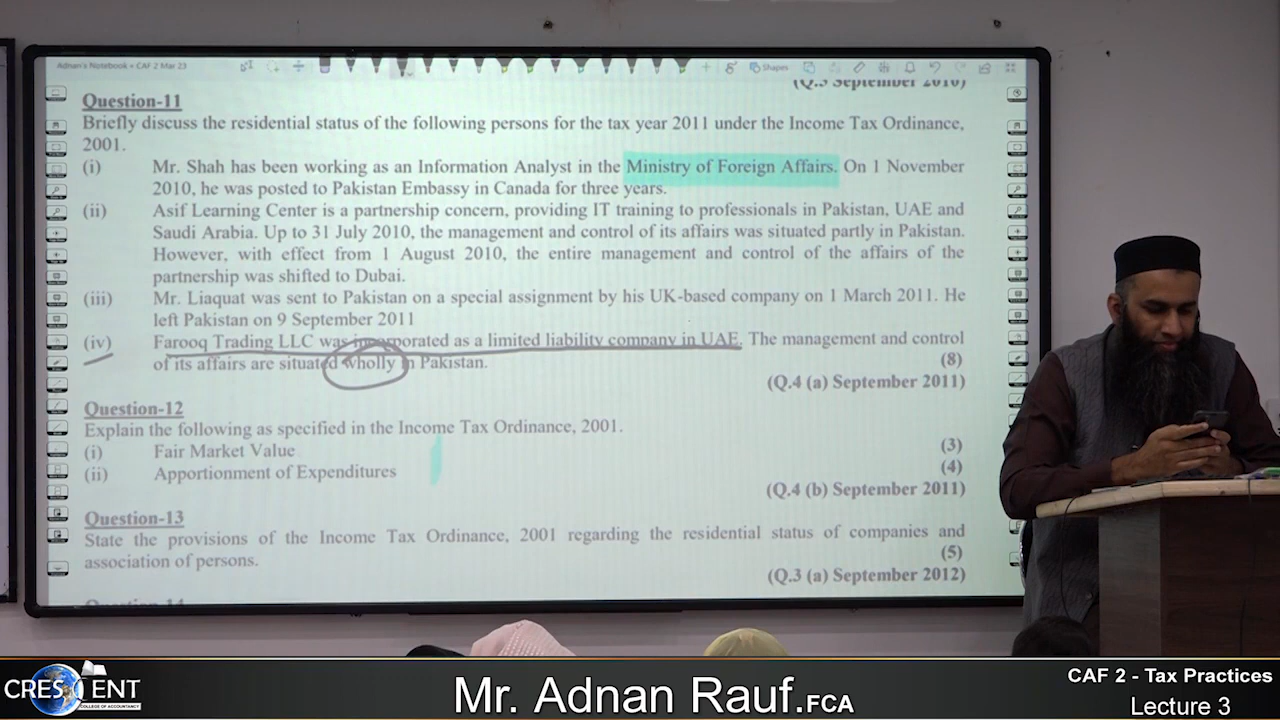 Adnan's Notebook • CAF 2 Mar 23
Shapes
(Q.3 September 2010)
Question-11
Briefly discuss the residential status of the following persons for the tax year 2011 under the Income Tax Ordinance,
2001.
(i) Mr. Shah has been working as an Information Analyst in the Ministry of Foreign Affairs. On 1 November
2010, he was posted to Pakistan Embassy in Canada for three years.
(ii) Asif Learning Center is a partnership concern, providing IT training to professionals in Pakistan, UAE and
Saudi Arabia. Up to 31 July 2010, the management and control of its affairs was situated partly in Pakistan.
However, with effect from 1 August 2010, the entire management and control of the affairs of the
partnership was shifted to Dubai.
(iii) Mr. Liaquat was sent to Pakistan on a special assignment by his UK-based company on 1 March 2011. He
left Pakistan on 9 September 2011
(iv) Farooq Trading LLC was incorporated as a limited liability company in UAE. The management and control
of its affairs are situated wholly in Pakistan. (8)
(Q.4 (a) September 2011)
Question-12
Explain the following as specified in the Income Tax Ordinance, 2001.
(i) Fair Market Value (3)
(ii) Apportionment of Expenditures (4)
(Q.4 (b) September 2011)
Question-13
State the provisions of the Income Tax Ordinance, 2001 regarding the residential status of companies and
association of persons. (5)
(Q.3 (a) September 2012)
CRESCENT
COLLEGE OF ACCOUNTANCY
Mr. Adnan Rauf.FCA
CAF 2 - Tax Practices
Lecture 3